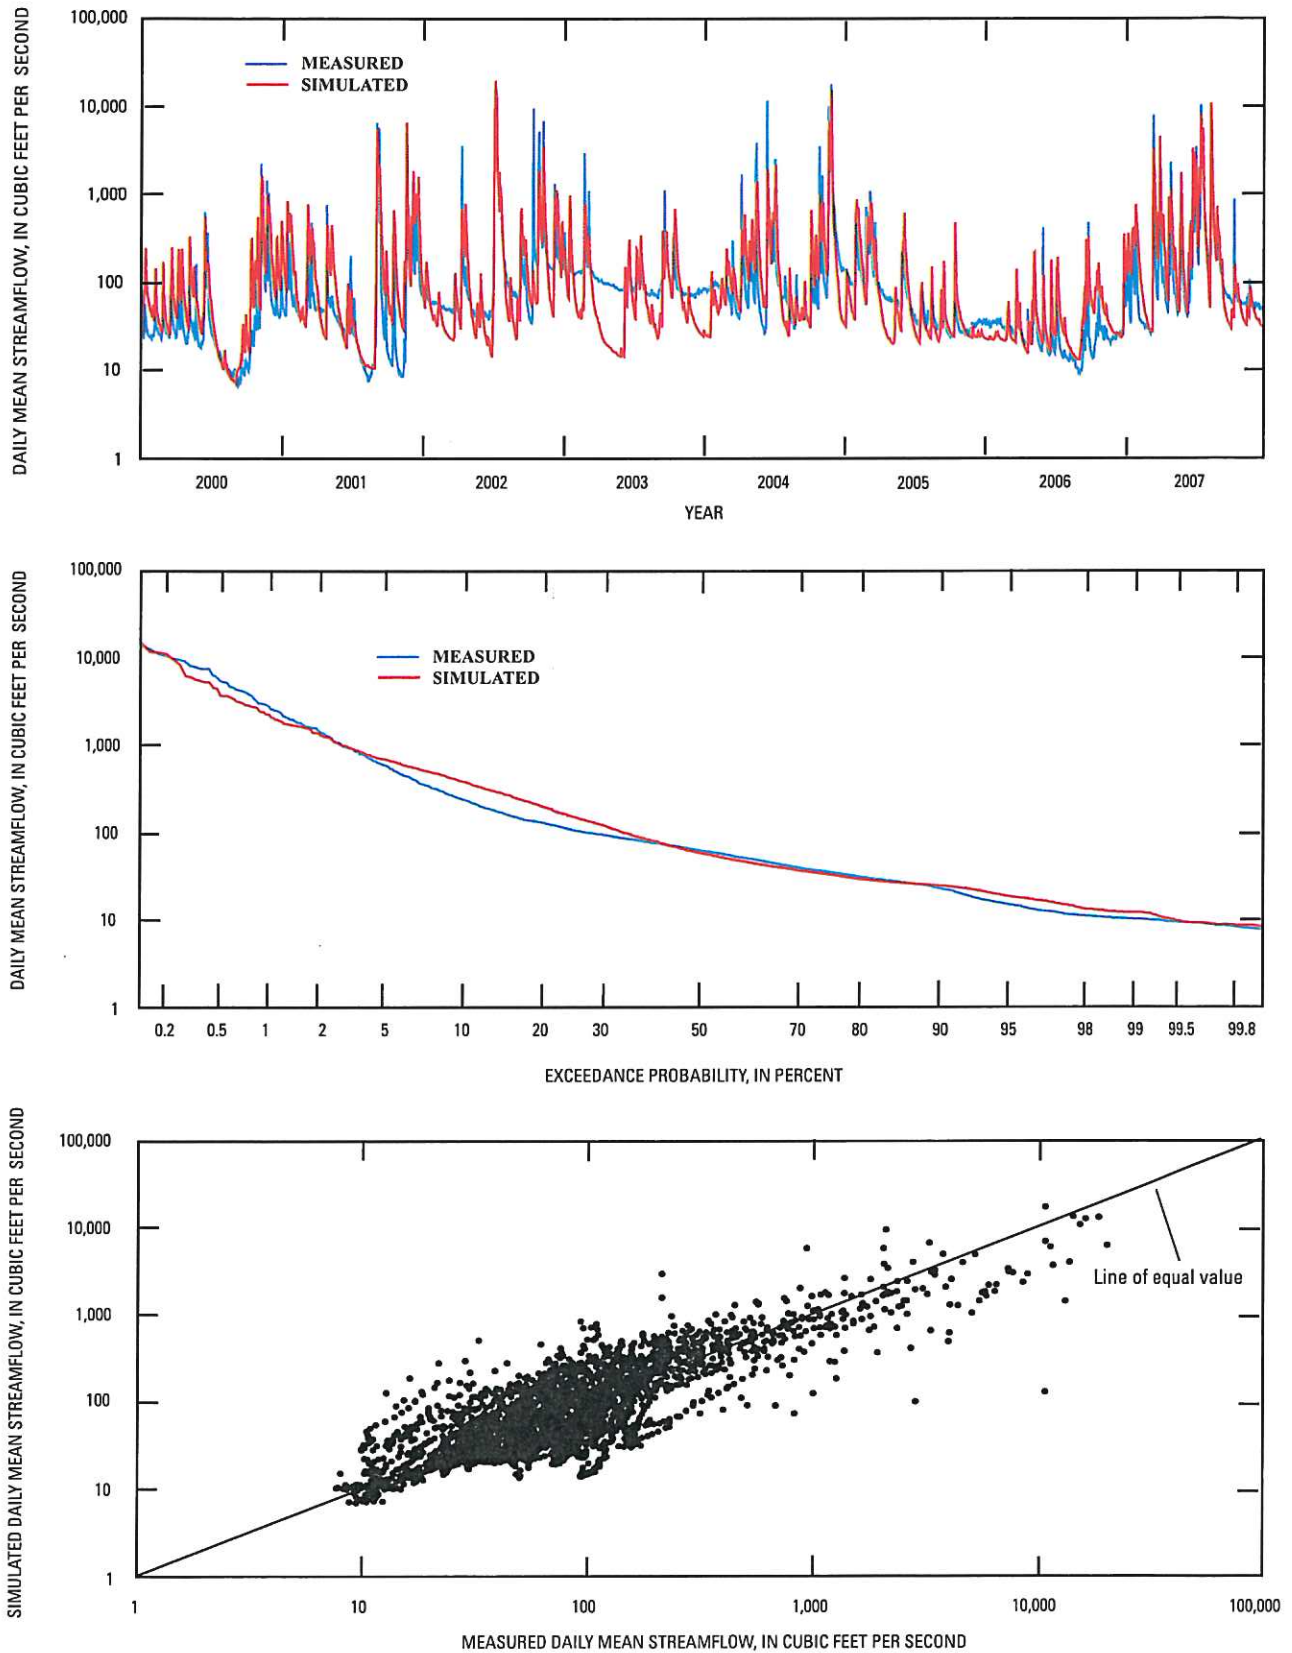 DAILY MEAN STREAMFLOW, IN CUBIC FEET PER SECOND
100,000
10,000
1,000
100
10
1
MEASURED
SIMULATED
2000 2001 2002 2003 2004 2005 2006 2007
YEAR
DAILY MEAN STREAMFLOW, IN CUBIC FEET PER SECOND
100,000
10,000
1,000
100
10
1
MEASURED
SIMULATED
0.2 0.5 1 2 5 10 20 30 50 70 80 90 95 98 99 99.5 99.8
EXCEEDANCE PROBABILITY, IN PERCENT
SIMULATED DAILY MEAN STREAMFLOW, IN CUBIC FEET PER SECOND
100,000
10,000
1,000
100
10
1
Line of equal value
1 10 100 1,000 10,000 100,000
MEASURED DAILY MEAN STREAMFLOW, IN CUBIC FEET PER SECOND